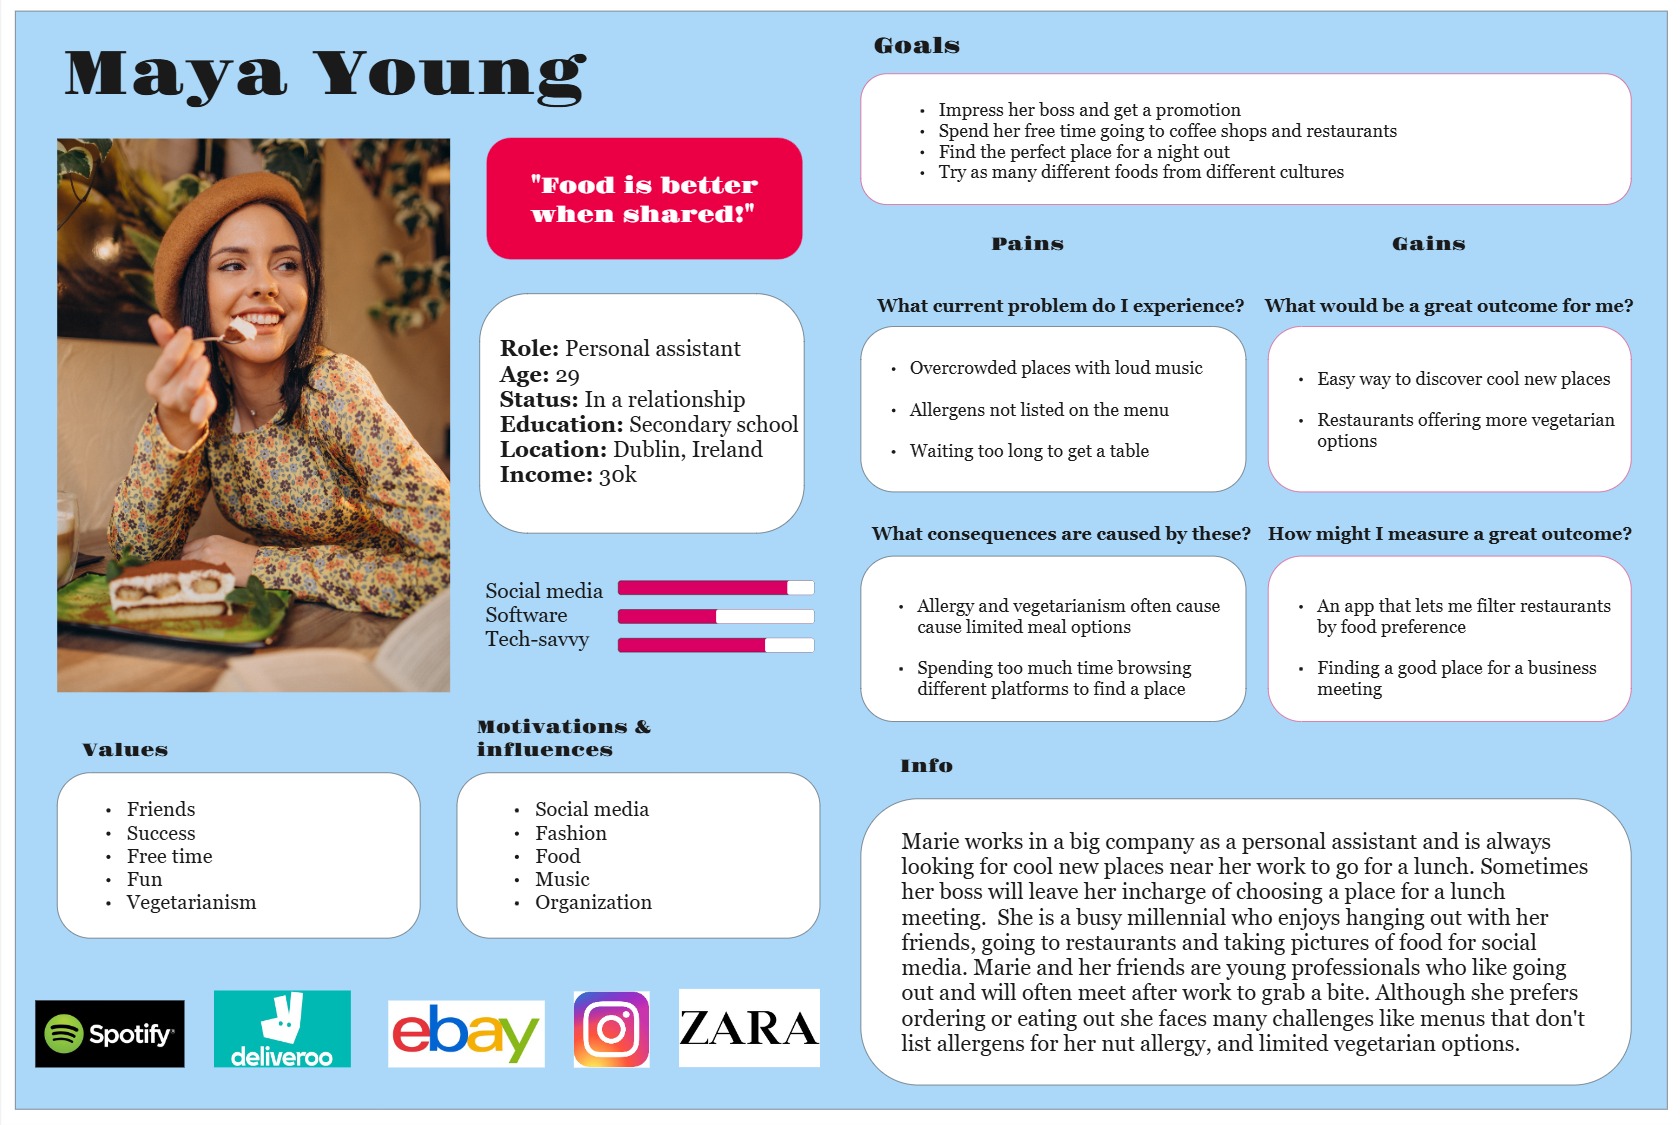 Maya Young
"Food is better
when shared!"
Role: Personal assistant
Age: 29
Status: In a relationship
Education: Secondary school
Location: Dublin, Ireland
Income: 30k
Social media
Software
Tech-savvy
Values
• Friends
• Success
• Free time
• Fun
• Vegetarianism
Motivations &
influences
• Social media
• Fashion
• Food
• Music
• Organization
Spotify
deliveroo
ebay
ZARA
Goals
• Impress her boss and get a promotion
• Spend her free time going to coffee shops and restaurants
• Find the perfect place for a night out
• Try as many different foods from different cultures
Pains
What current problem do I experience?
• Overcrowded places with loud music
• Allergens not listed on the menu
• Waiting too long to get a table
What consequences are caused by these?
• Allergy and vegetarianism often cause
cause limited meal options
• Spending too much time browsing
different platforms to find a place
Gains
What would be a great outcome for me?
• Easy way to discover cool new places
• Restaurants offering more vegetarian
options
How might I measure a great outcome?
• An app that lets me filter restaurants
by food preference
• Finding a good place for a business
meeting
Info
Marie works in a big company as a personal assistant and is always
looking for cool new places near her work to go for a lunch. Sometimes
her boss will leave her incharge of choosing a place for a lunch
meeting.  She is a busy millennial who enjoys hanging out with her
friends, going to restaurants and taking pictures of food for social
media. Marie and her friends are young professionals who like going
out and will often meet after work to grab a bite. Although she prefers
ordering or eating out she faces many challenges like menus that don't
list allergens for her nut allergy, and limited vegetarian options.